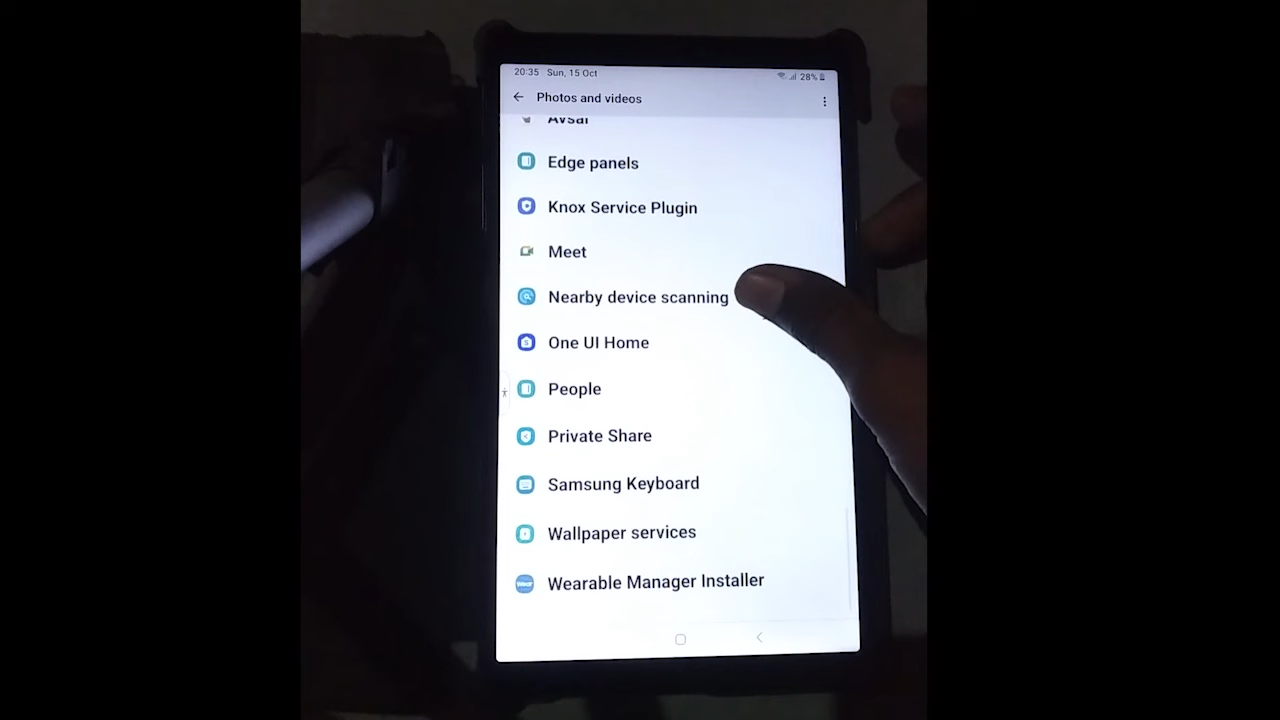 20:35 Sun, 15 Oct 28%
Photos and videos
Edge panels
Knox Service Plugin
Meet
Nearby device scanning
One UI Home
People
Private Share
Samsung Keyboard
Wallpaper services
Wearable Manager Installer